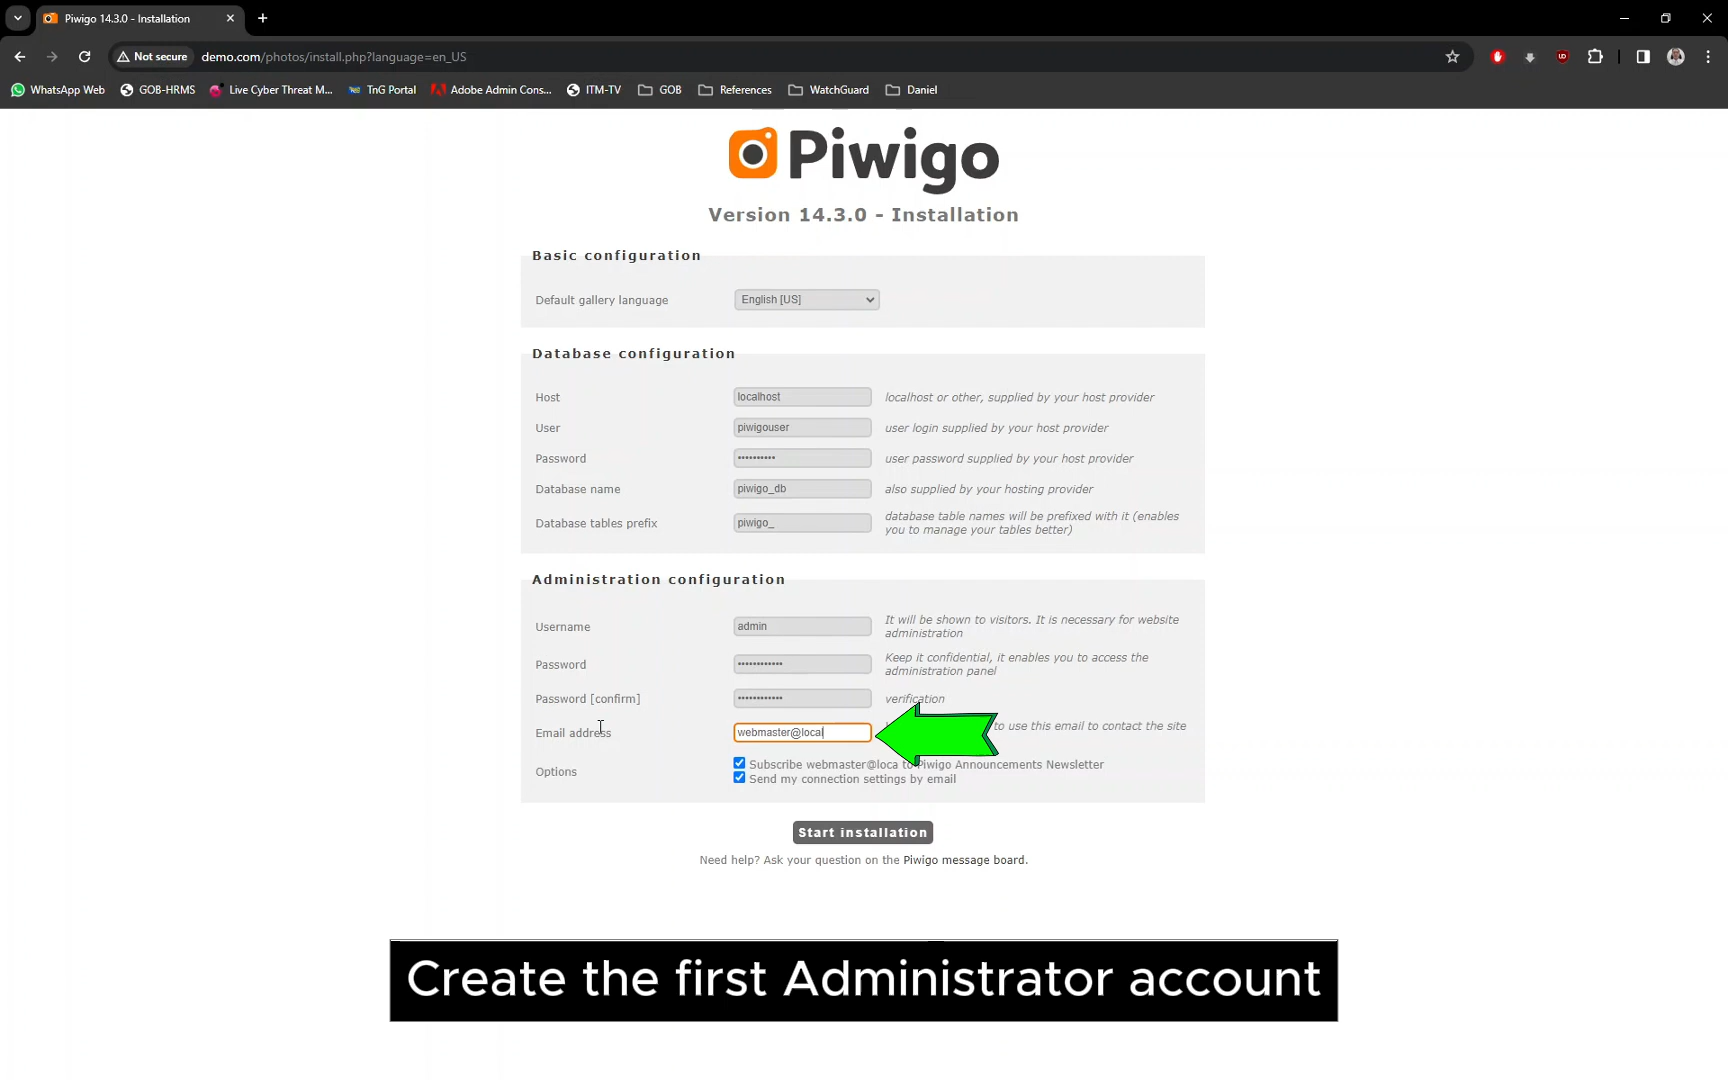 Piwigo 14.3.0 - Installation
Not secure
demo.com/photos/install.php?language=en_US
WhatsApp Web
GOB-HRMS
Live Cyber Threat M...
TnG Portal
Adobe Admin Cons...
ITM-TV
GOB
References
WatchGuard
Daniel
Piwigo
Version 14.3.0 - Installation
Basic configuration
Default gallery language
English [US]
Database configuration
Host
localhost
localhost or other, supplied by your host provider
User
piwigouser
user login supplied by your host provider
Password
••••••••••
user password supplied by your host provider
Database name
piwigo_db
also supplied by your hosting provider
Database tables prefix
piwigo_
database table names will be prefixed with it (enables
you to manage your tables better)
Administration configuration
Username
admin
It will be shown to visitors. It is necessary for website
administration
Password
••••••••••••
Keep it confidential, it enables you to access the
administration panel
Password [confirm]
••••••••••••
verification
Email address
webmaster@local
to use this email to contact the site
Options
Subscribe webmaster@loca to Piwigo Announcements Newsletter
Send my connection settings by email
Start installation
Need help? Ask your question on the Piwigo message board.
Create the first Administrator account